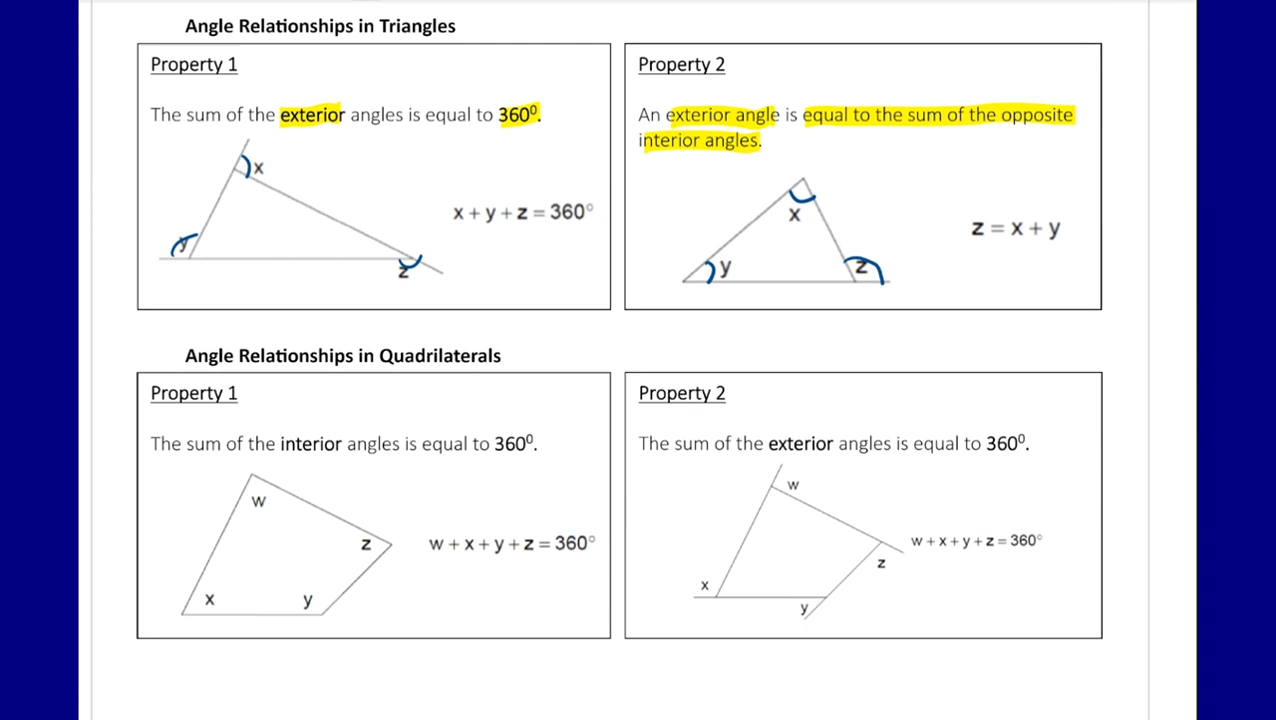 Angle Relationships in Triangles
Property 1
The sum of the exterior angles is equal to 360⁰.
x
y
z
x + y + z = 360°
Property 2
An exterior angle is equal to the sum of the opposite
interior angles.
x
y
z
z = x + y
Angle Relationships in Quadrilaterals
Property 1
The sum of the interior angles is equal to 360⁰.
w
z
x
y
w + x + y + z = 360°
Property 2
The sum of the exterior angles is equal to 360⁰.
w
z
x
y
w + x + y + z = 360°